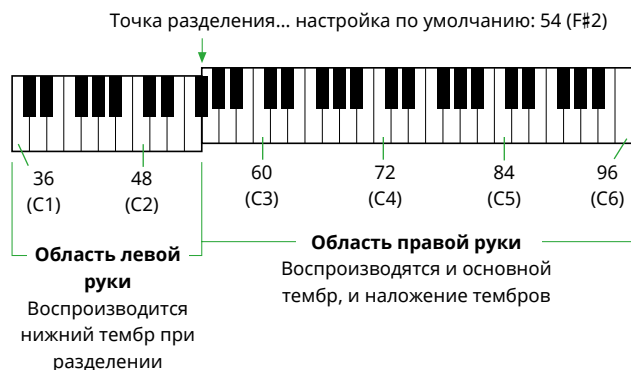 Точка разделения... настройка по умолчанию: 54 (F#2)
36
(C1)
48
(C2)
60
(C3)
72
(C4)
84
(C5)
96
(C6)
Область левой
руки
Воспроизводится
нижний тембр при
разделении
Область правой руки
Воспроизводятся и основной
тембр, и наложение тембров